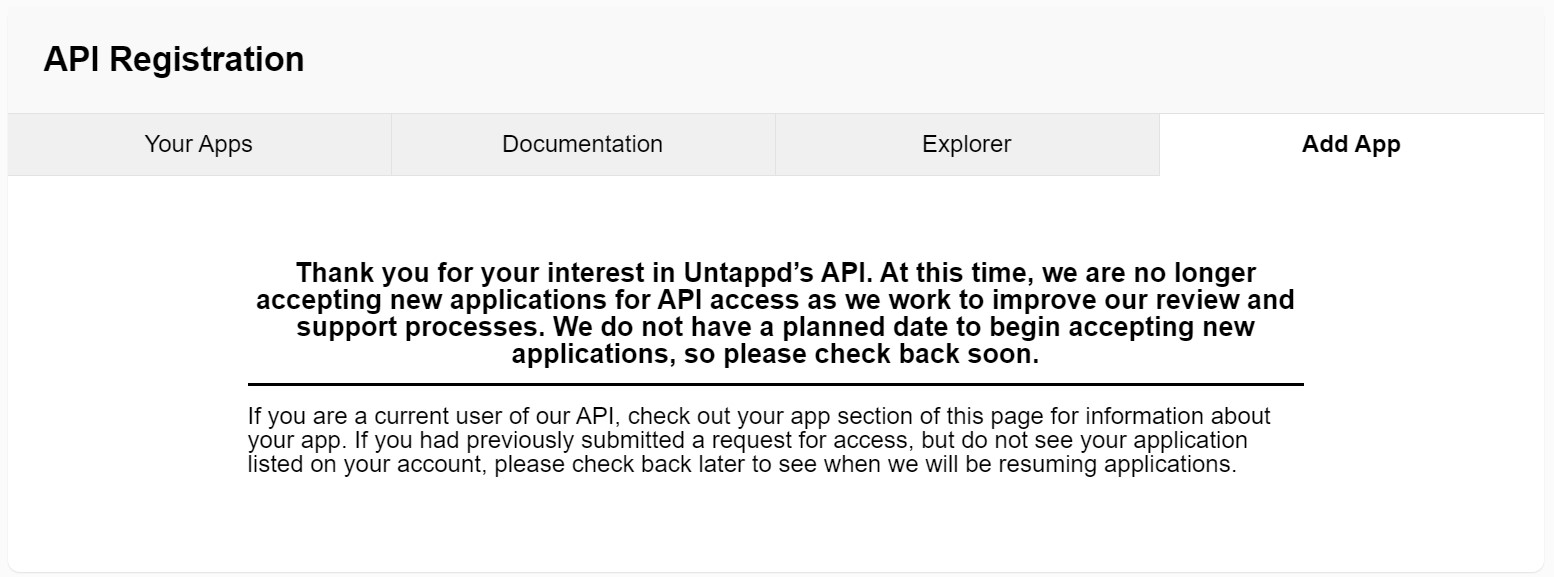 API Registration
Your Apps
Documentation
Explorer
Add App
Thank you for your interest in Untappd’s API. At this time, we are no longer
accepting new applications for API access as we work to improve our review and
support processes. We do not have a planned date to begin accepting new
applications, so please check back soon.
If you are a current user of our API, check out your app section of this page for information about
your app. If you had previously submitted a request for access, but do not see your application
listed on your account, please check back later to see when we will be resuming applications.